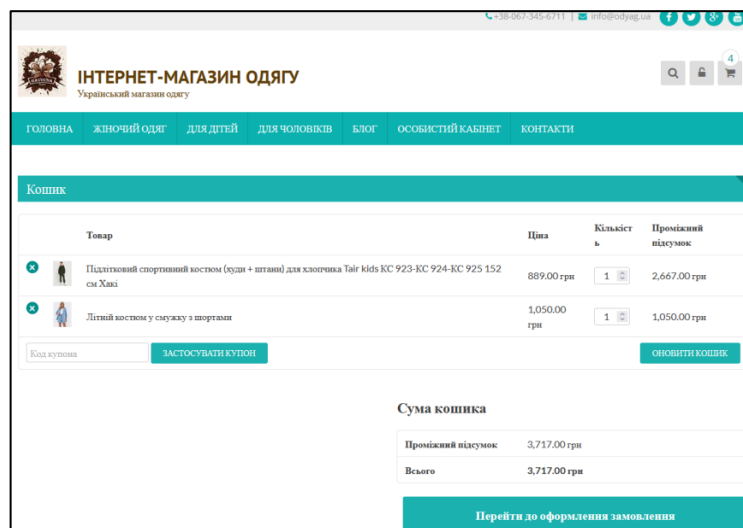 +38-067-345-6711 | info@odyag.ua
4
ІНТЕРНЕТ-МАГАЗИН ОДЯГУ
Український магазин одягу
ГОЛОВНА ЖІНОЧИЙ ОДЯГ ДЛЯ ДІТЕЙ ДЛЯ ЧОЛОВІКІВ БЛОГ ОСОБИСТИЙ КАБІНЕТ КОНТАКТИ
Кошик
Товар Ціна Кількіст
ь Проміжний
підсумок
Підлітковий спортивний костюм (худи + штани) для хлопчика Tair kids КС 923-КС 924-КС 925 152
см Хакі 889.00 грн 1 2,667.00 грн
Літній костюм у смужку з шортами 1,050.00
грн 1 1,050.00 грн
Код купона ЗАСТОСУВАТИ КУПОН ОНОВИТИ КОШИК
Сума кошика
Проміжний підсумок 3,717.00 грн
Всього 3,717.00 грн
Перейти до оформлення замовлення